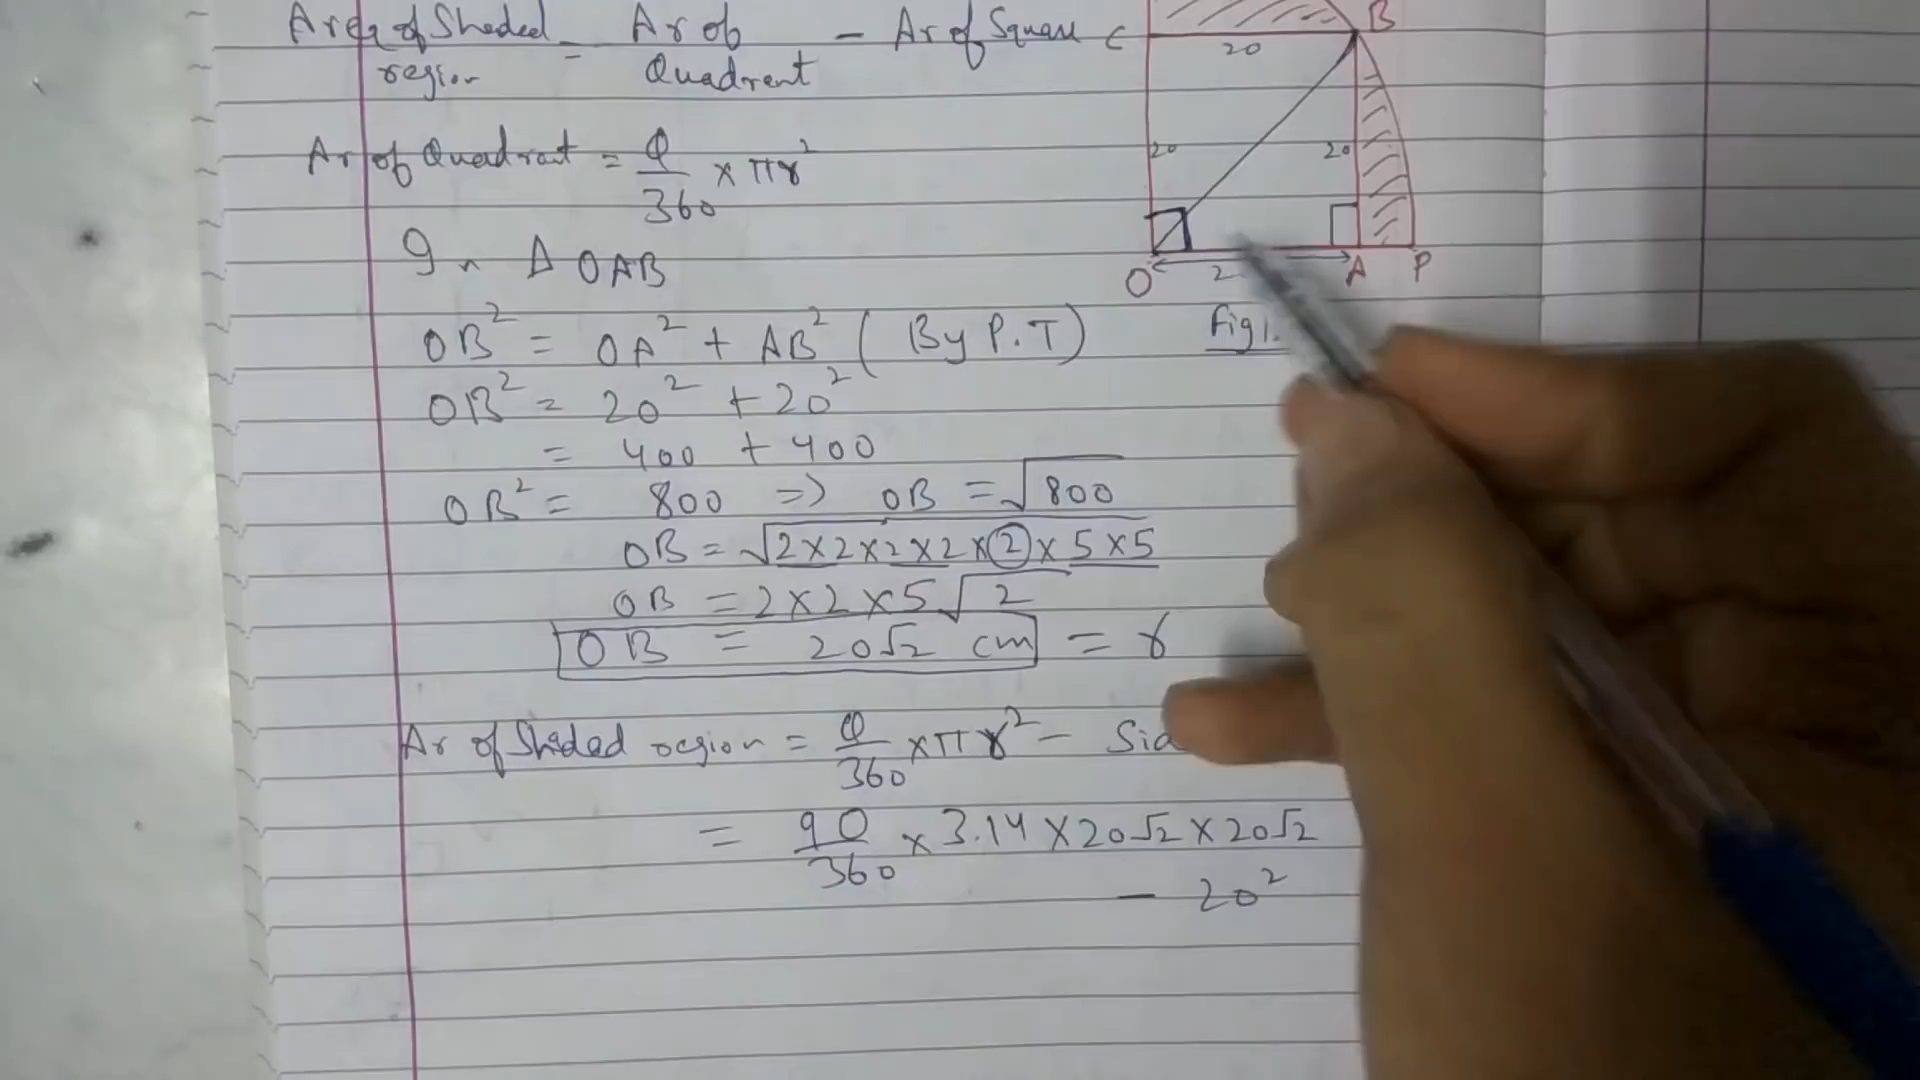 Area of Shaded region = Ar of Quadrent - Ar of Square
C
B
20
20
20
O
2
A
P
Fig 1.
Ar of Quadrant = θ/360 × πr²
In Δ OAB
OB² = OA² + AB² ( By P.T)
OB² = 20² + 20²
= 400 + 400
OB² = 800 => OB = √800
OB = √2×2×2×2×2×5×5
OB = 2×2×5√2
OB = 20√2 cm = r
Ar of Shaded region = θ/360 ×πr² -
= 90/360 × 3.14 × 20√2 × 20√2
- 20²